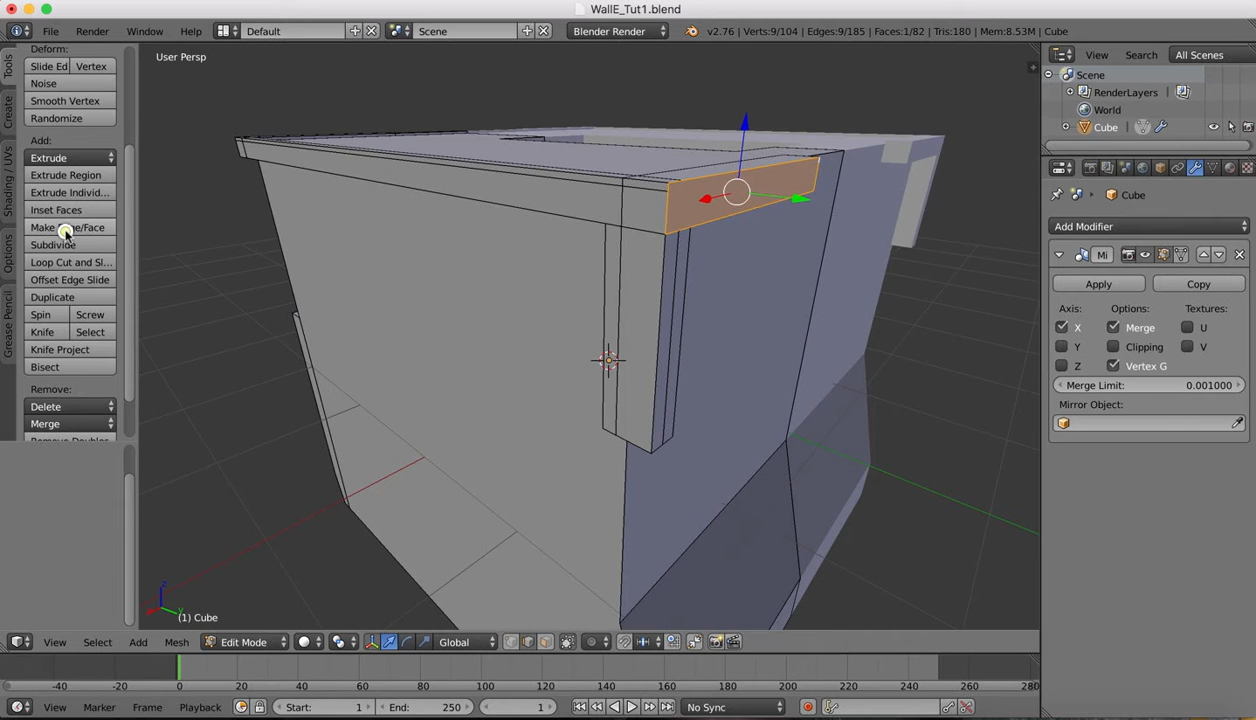 WallE_Tut1.blend
File Render Window Help Default Scene Blender Render v2.76 | Verts:9/104 | Edges:9/185 | Faces:1/82 | Tris:180 | Mem:8.53M | Cube
Tools
Create
Shading / UVs
Options
Grease Pencil
Deform:
Slide Ed Vertex
Noise
Smooth Vertex
Randomize
Add:
Extrude
Extrude Region
Extrude Individ...
Inset Faces
Make Edge/Face
Subdivide
Loop Cut and Sl...
Offset Edge Slide
Duplicate
Spin Screw
Knife Select
Knife Project
Bisect
Remove:
Delete
Merge
Remove Doubles
User Persp
(1) Cube
View Search All Scenes
Scene
RenderLayers
World
Cube
Cube
Add Modifier
Mi
Apply Copy
Axis: Options: Textures:
X Merge U
Y Clipping V
Z Vertex G
Merge Limit: 0.001000
Mirror Object:
View Select Add Mesh Edit Mode Global
-40 -20 0 20 40 60 80 100 120 140 160 180 200 220 240 260 280
View Marker Frame Playback Start: 1 End: 250 1 No Sync